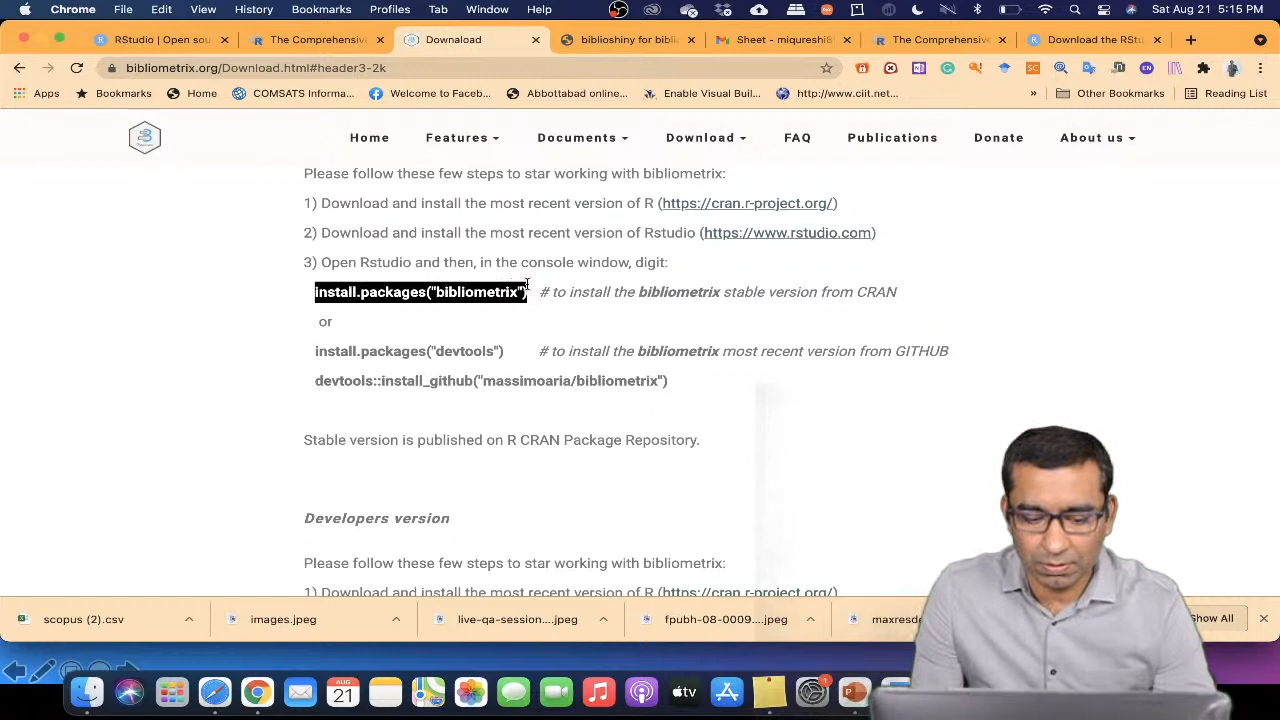 Chrome File Edit View History Bookmarks Profiles Tab Window Help Sat Aug 21 5:15 PM
RStudio | Open sou The Comprehensive Downaload biblioshiny for bibl Gmail Sheet - miqureshi8 The Comprehensive Download the RStu
bibliometrix.org/Download.html#header3-2k
Apps Bookmarks Home COMSATS Informa... Welcome to Faceb... Abbottabad online,... Enable Visual Buil... http://www.ciit.net... » Other Bookmarks Reading List
Home Features Documents Download FAQ Publications Donate About us
Please follow these few steps to star working with bibliometrix:
1) Download and install the most recent version of R (https://cran.r-project.org/)
2) Download and install the most recent version of Rstudio (https://www.rstudio.com)
3) Open Rstudio and then, in the console window, digit:
install.packages("bibliometrix") # to install the bibliometrix stable version from CRAN
or
install.packages("devtools") # to install the bibliometrix most recent version from GITHUB
devtools::install_github("massimoaria/bibliometrix")
Stable version is published on R CRAN Package Repository.
Developers version
Please follow these few steps to star working with bibliometrix:
1) Download and install the most recent version of R (https://cran.r-project.org/)
scopus (2).csv images.jpeg live-qa-session....jpeg fpubh-08-0009....jpeg maxresde Show All
AUG
21
tv
1